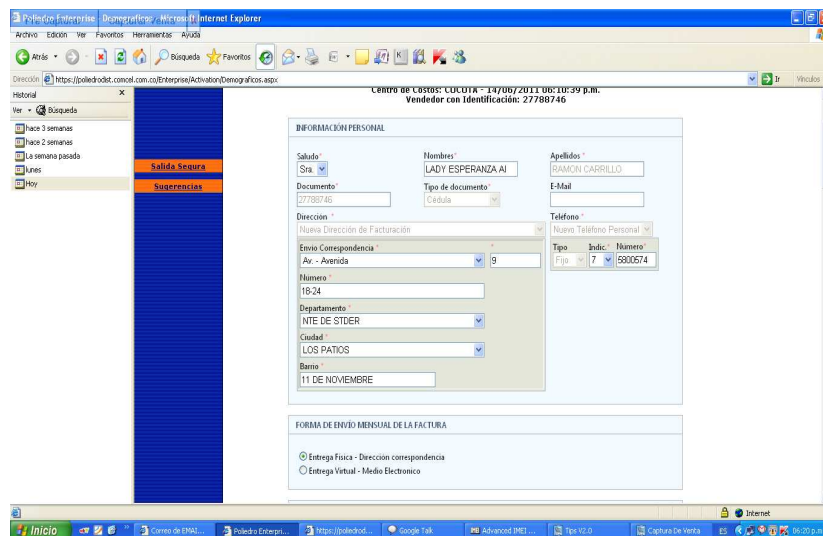 Poliedro Enterprise - Demograficos - Microsoft Internet Explorer
Archivo Edición Ver Favoritos Herramientas Ayuda
Atrás Búsqueda Favoritos
Dirección https://poliedrodist.comcel.com.co/Enterprise/Activation/Demograficos.aspx Ir Vínculos
Historial x
Ver Búsqueda
hace 3 semanas
hace 2 semanas
La semana pasada
lunes
Hoy
Salida Segura
Sugerencias
Centro de Costos: CUCUTA - 14/06/2011 06:10:39 p.m.
Vendedor con Identificación: 27788746
INFORMACIÓN PERSONAL
Saludo* Nombres* Apellidos *
Sra. LADY ESPERANZA AI RAMON CARRILLO
Documento* Tipo de documento* E-Mail
27788746 Cédula
Dirección * Teléfono *
Nueva Dirección de Facturación Nuevo Teléfono Personal
Envio Correspondencia * * Tipo Indic.* Número*
Av. - Avenida 9 Fijo 7 5800574
Número *
18-24
Departamento *
NTE DE STDER
Ciudad *
LOS PATIOS
Barrio *
11 DE NOVIEMBRE
FORMA DE ENVÍO MENSUAL DE LA FACTURA
Entrega Fisica - Dirección correspondencia
Entrega Virtual - Medio Electronico
Internet
Inicio Correo de EMAI... Poliedro Enterpri... https://poliedrod... Google Talk Advanced IMEI ... Tips V2.0 Captura De Venta ES 06:20 p.m.